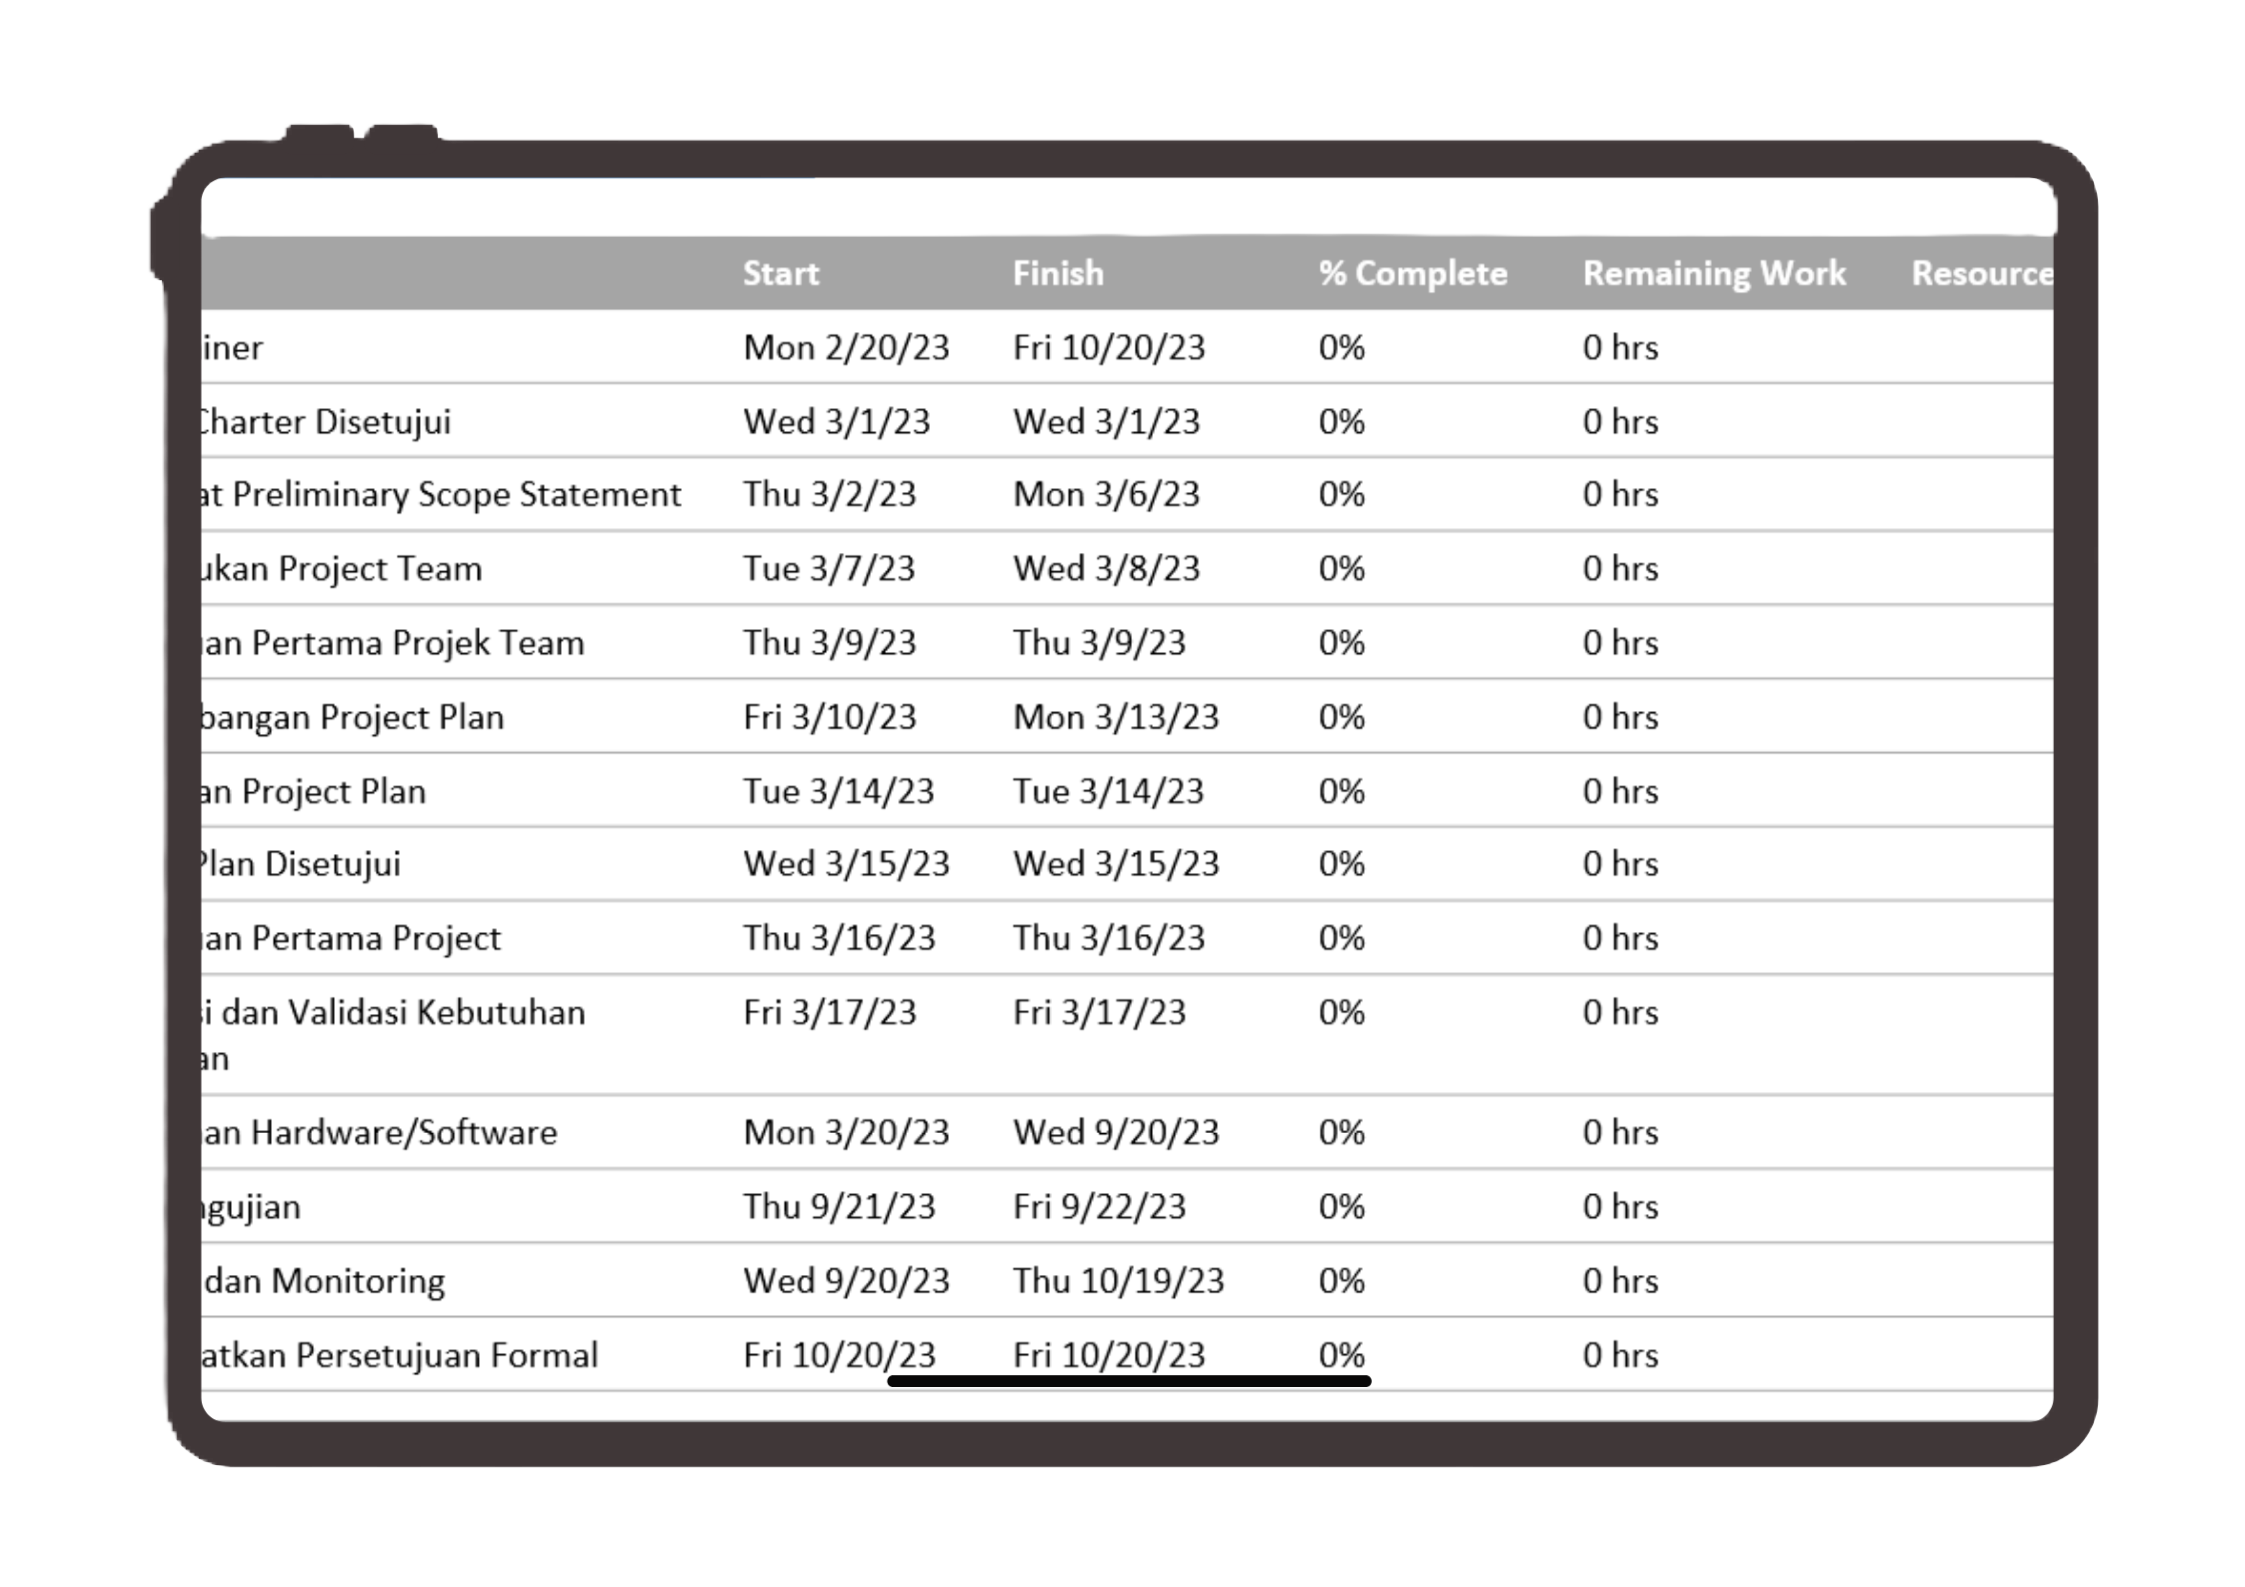 Start Finish % Complete Remaining Work Resource
iner Mon 2/20/23 Fri 10/20/23 0% 0 hrs
Charter Disetujui Wed 3/1/23 Wed 3/1/23 0% 0 hrs
at Preliminary Scope Statement Thu 3/2/23 Mon 3/6/23 0% 0 hrs
ukan Project Team Tue 3/7/23 Wed 3/8/23 0% 0 hrs
an Pertama Projek Team Thu 3/9/23 Thu 3/9/23 0% 0 hrs
bangan Project Plan Fri 3/10/23 Mon 3/13/23 0% 0 hrs
an Project Plan Tue 3/14/23 Tue 3/14/23 0% 0 hrs
Plan Disetujui Wed 3/15/23 Wed 3/15/23 0% 0 hrs
an Pertama Project Thu 3/16/23 Thu 3/16/23 0% 0 hrs
i dan Validasi Kebutuhan Fri 3/17/23 Fri 3/17/23 0% 0 hrs
an
an Hardware/Software Mon 3/20/23 Wed 9/20/23 0% 0 hrs
gujian Thu 9/21/23 Fri 9/22/23 0% 0 hrs
dan Monitoring Wed 9/20/23 Thu 10/19/23 0% 0 hrs
atkan Persetujuan Formal Fri 10/20/23 Fri 10/20/23 0% 0 hrs